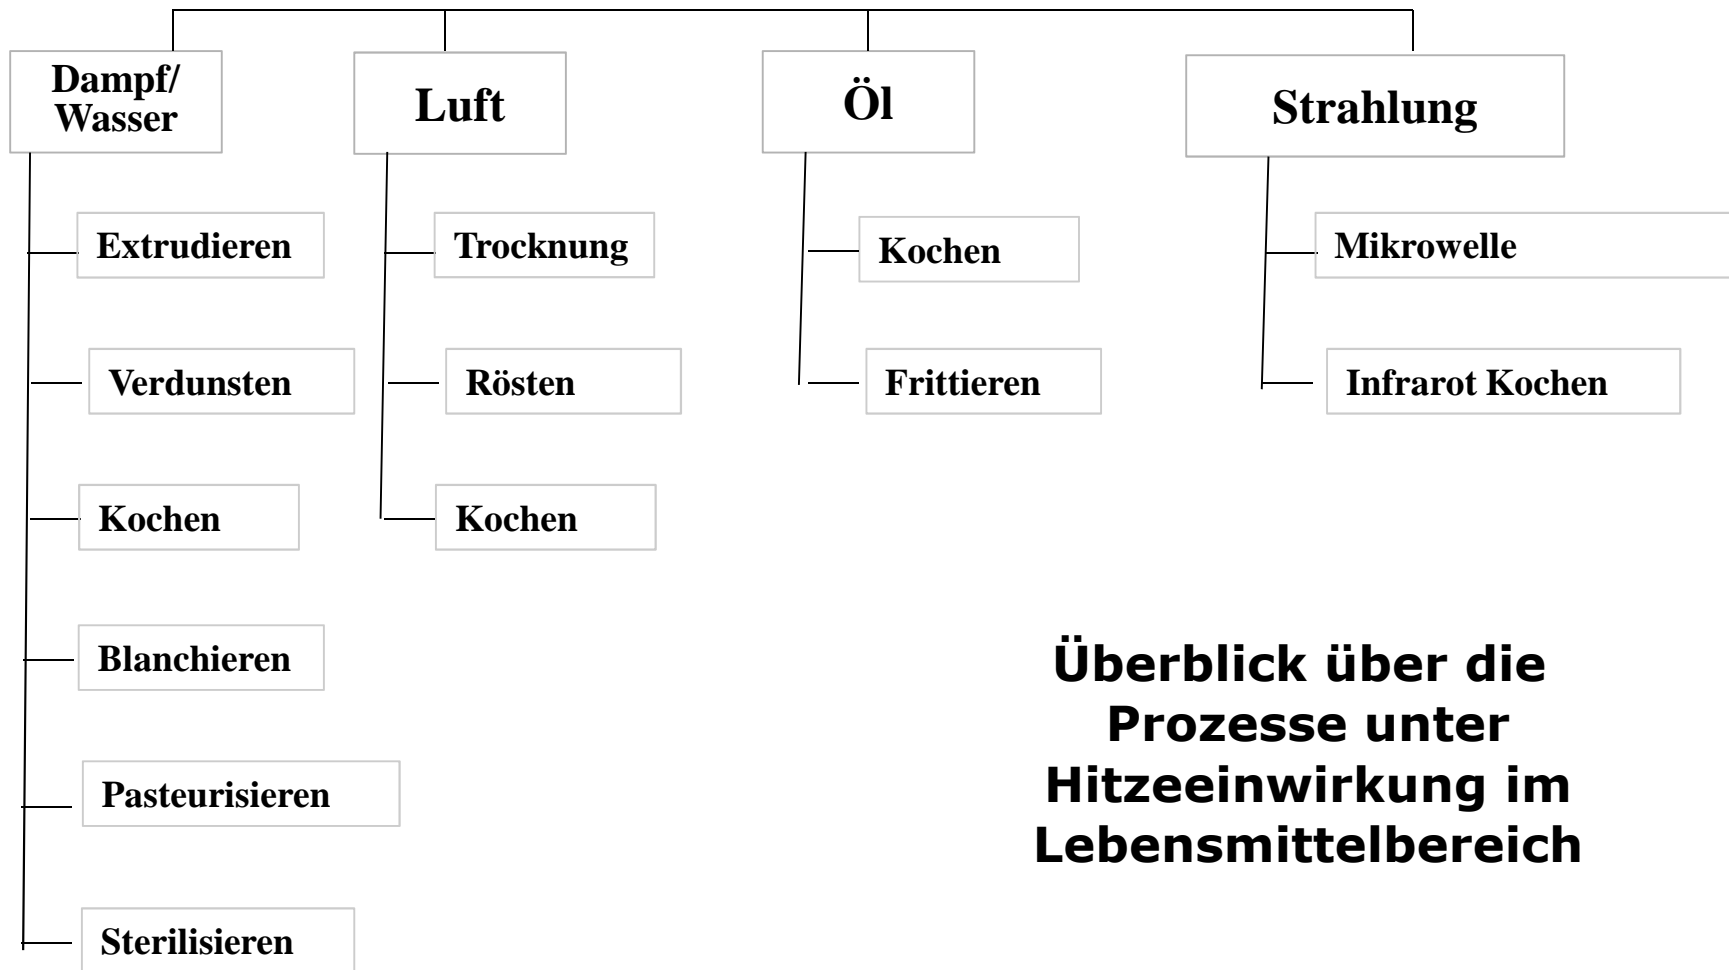 Dampf/
Wasser
Luft
Öl
Strahlung
Extrudieren
Verdunsten
Kochen
Blanchieren
Pasteurisieren
Sterilisieren
Trocknung
Rösten
Kochen
Kochen
Frittieren
Mikrowelle
Infrarot Kochen
Überblick über die
Prozesse unter
Hitzeeinwirkung im
Lebensmittelbereich